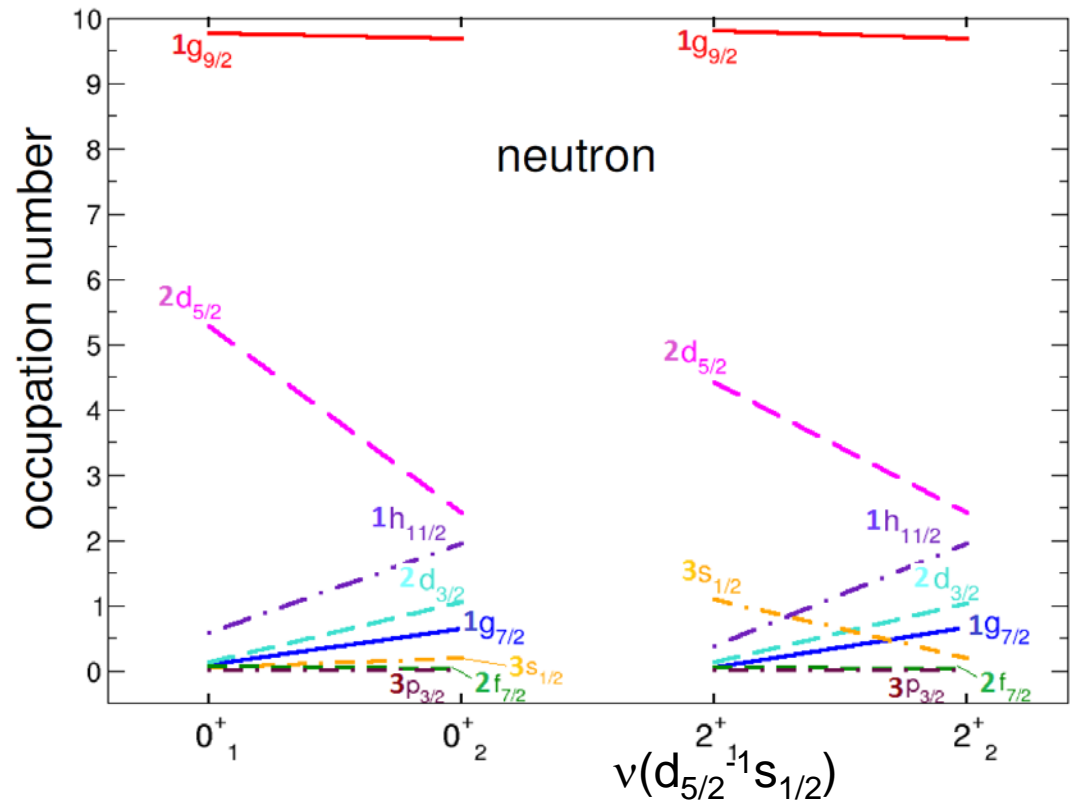 10
9
8
7
6
5
4
3
2
1
0
occupation number
neutron
1g9/2
2d5/2
1h11/2
2d3/2
1g7/2
3s1/2
2f7/2
3p3/2
1g9/2
2d5/2
1h11/2
3s1/2
2d3/2
1g7/2
2f7/2
3p3/2
0+1
0+2
2+1
2+2
ν(d5/2-1s1/2)